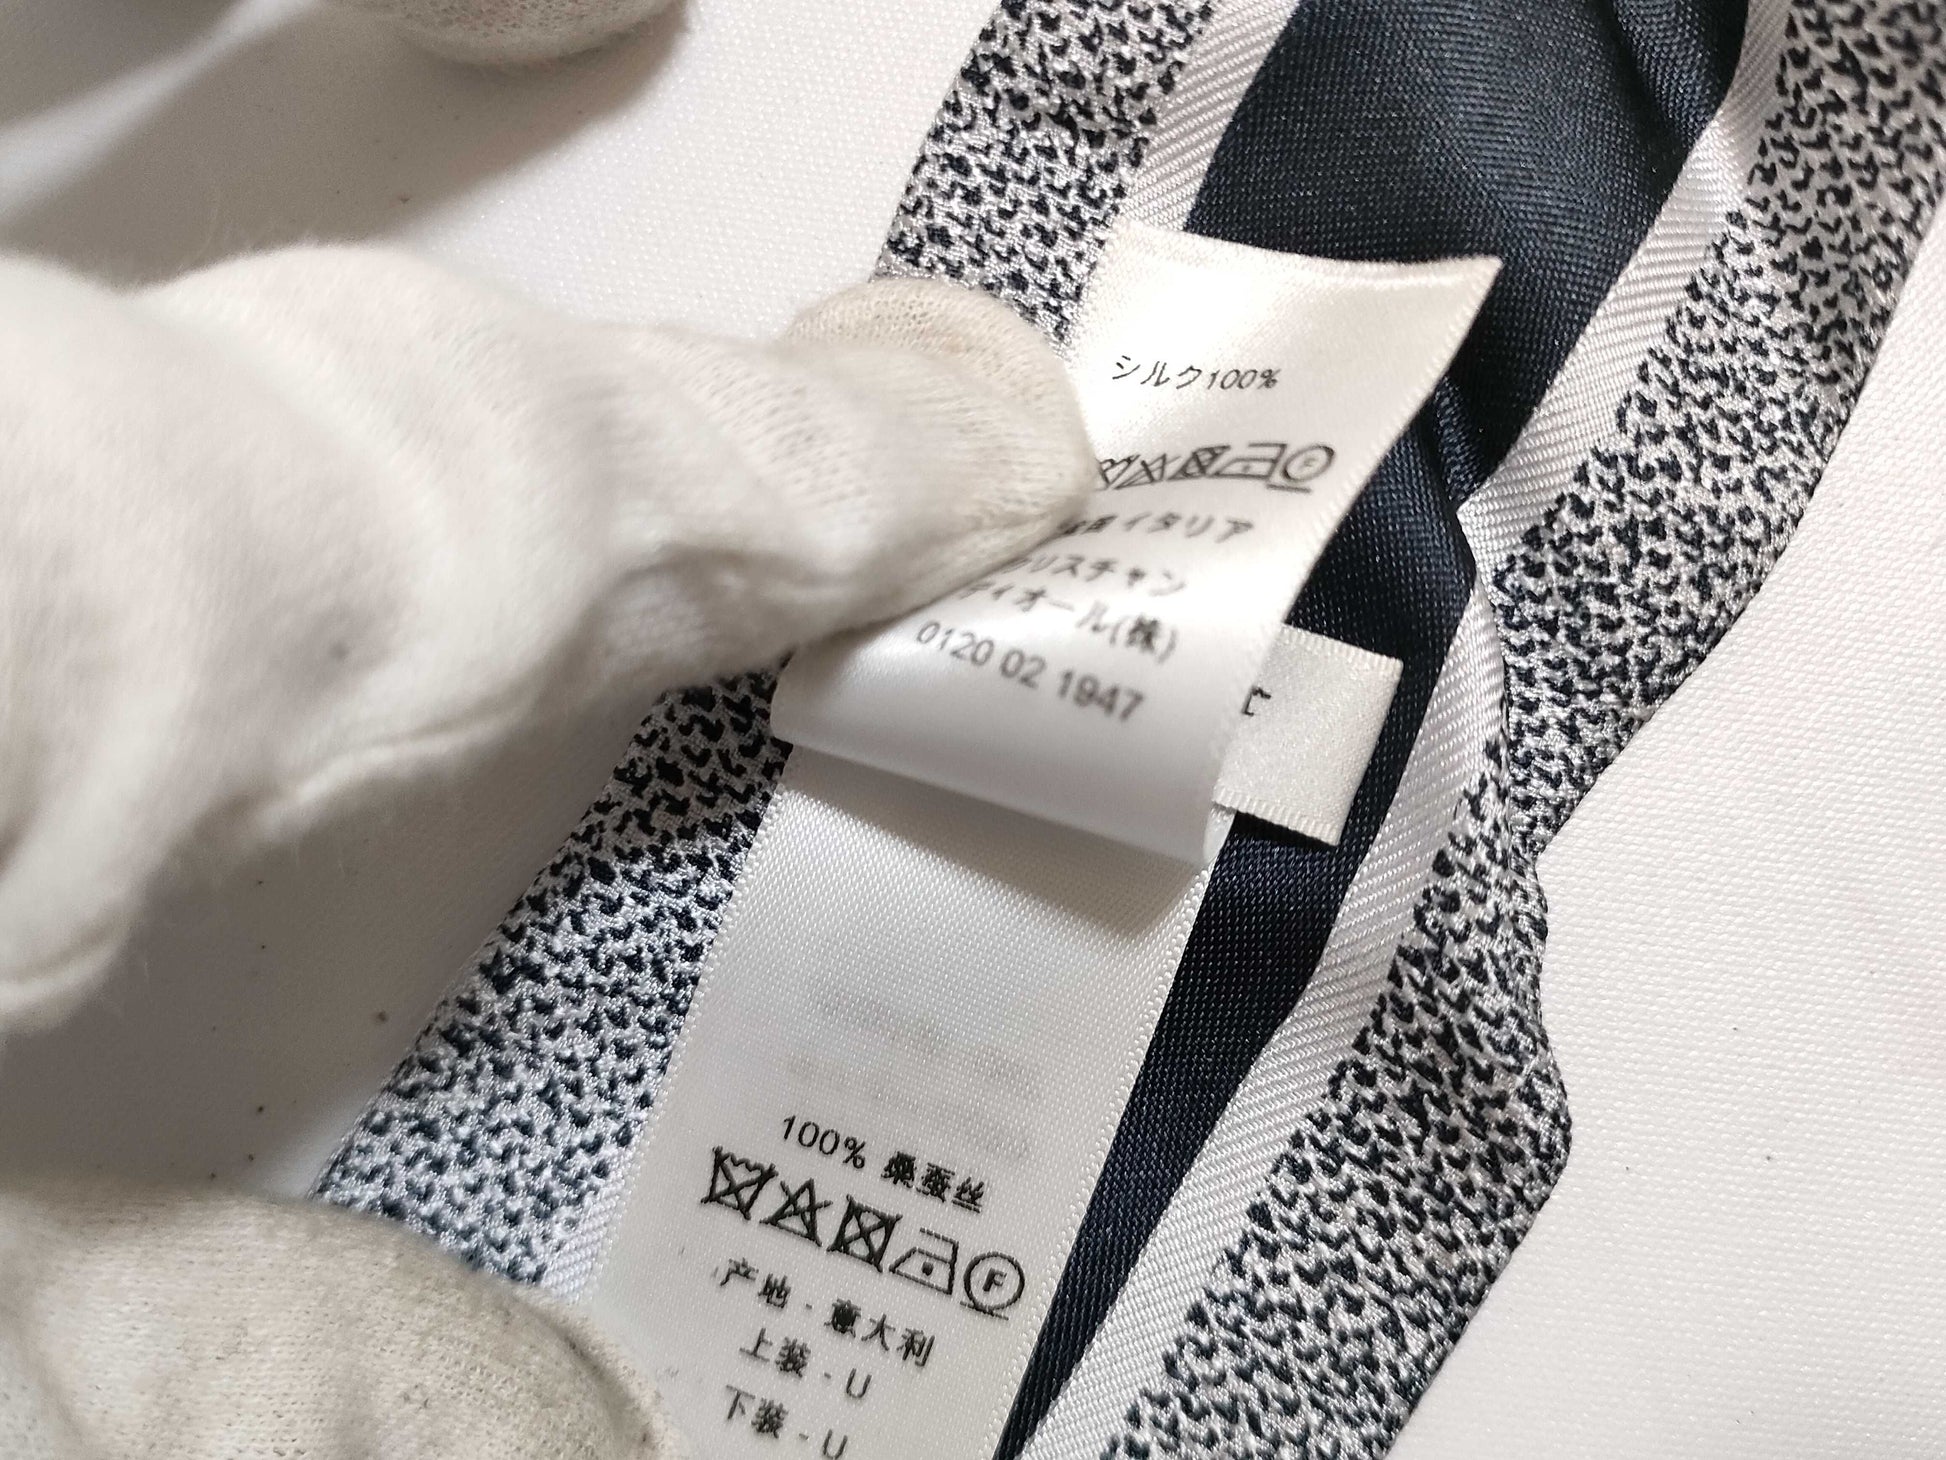 シルク100%
イタリア
リスチャン
ディオール(株)
0120 02 1947
100% 桑蚕丝
F
产地 - 意大利
上装 - U
下装 - U